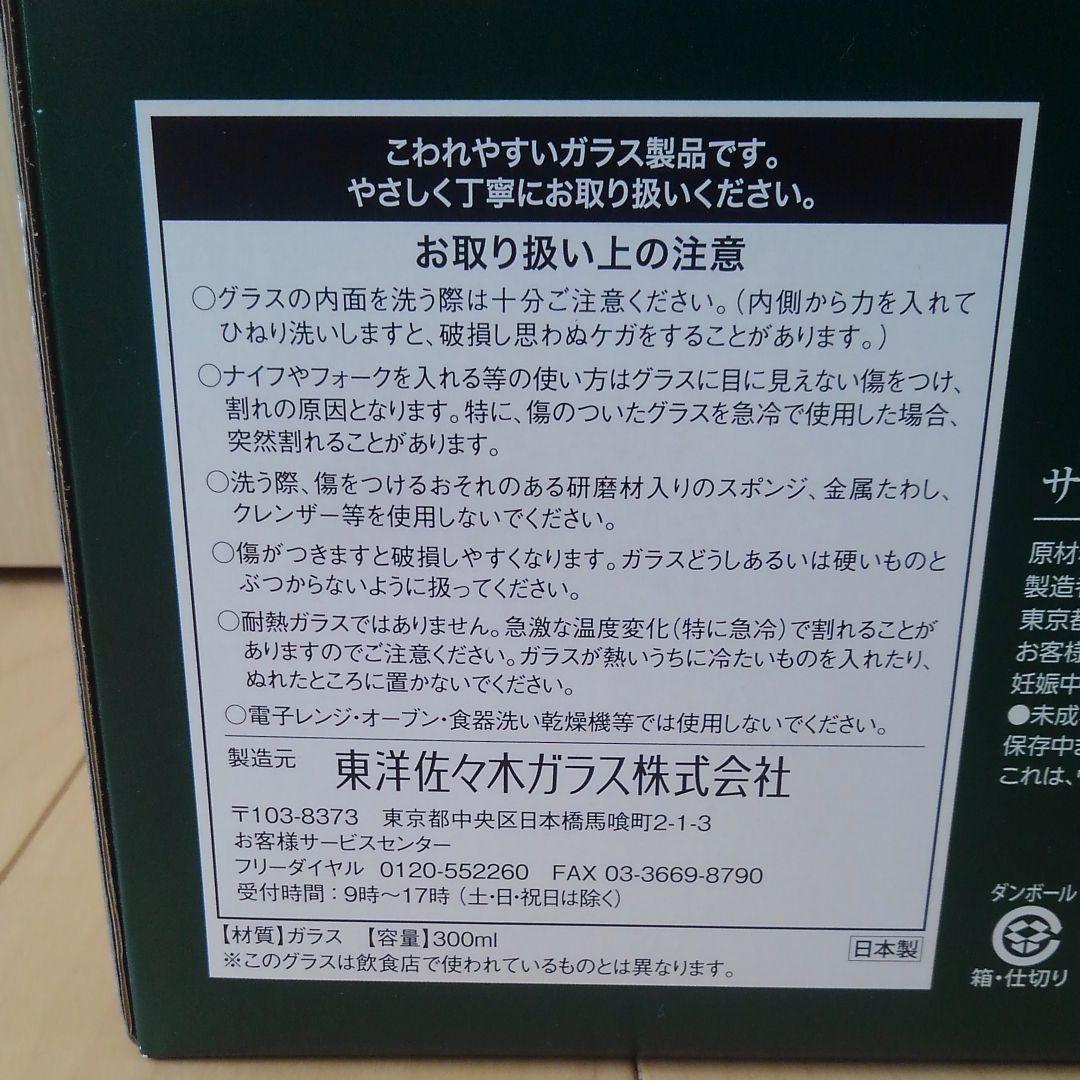 こわれやすいガラス製品です。
やさしく丁寧にお取り扱いください。
お取り扱い上の注意
○グラスの内面を洗う際は十分ご注意ください。(内側から力を入れて
ひねり洗いしますと、破損し思わぬケガをすることがあります。)
○ナイフやフォークを入れる等の使い方はグラスに目に見えない傷をつけ、
割れの原因となります。特に、傷のついたグラスを急冷で使用した場合、
突然割れることがあります。
○洗う際、傷をつけるおそれのある研磨材入りのスポンジ、金属たわし、
クレンザー等を使用しないでください。
○傷がつきますと破損しやすくなります。ガラスどうしあるいは硬いものと
ぶつからないように扱ってください。
○耐熱ガラスではありません。急激な温度変化(特に急冷)で割れることが
ありますのでご注意ください。ガラスが熱いうちに冷たいものを入れたり、
ぬれたところに置かないでください。
○電子レンジ・オーブン・食器洗い乾燥機等では使用しないでください。
製造元 東洋佐々木ガラス株式会社
〒103-8373 東京都中央区日本橋馬喰町2-1-3
お客様サービスセンター
フリーダイヤル 0120-552260 FAX 03-3669-8790
受付時間:9時〜17時(土・日・祝日は除く)
【材質】ガラス 【容量】300ml
日本製
※このグラスは飲食店で使われているものとは異なります。
サ
原材
製造
東京都
お客様
妊娠中
●未成
保存中
これは、
ダンボール
箱・仕切り